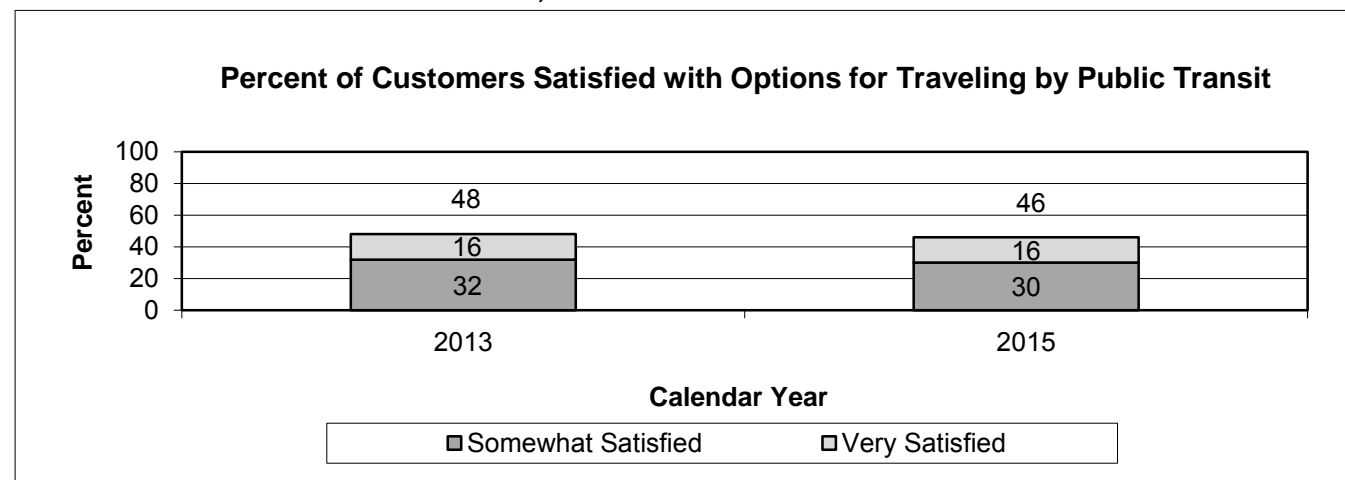 Percent of Customers Satisfied with Options for Traveling by Public Transit
Percent
100
80
60
40
20
0
48
16
32
46
16
30
2013
2015
Calendar Year
Somewhat Satisfied
Very Satisfied